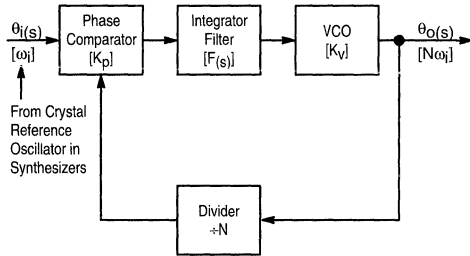 θi(s)
[ωi]
From Crystal
Reference
Oscillator in
Synthesizers
Phase
Comparator
[Kp]
Integrator
Filter
[F(s)]
VCO
[Kv]
θo(s)
[Nωi]
Divider
÷N